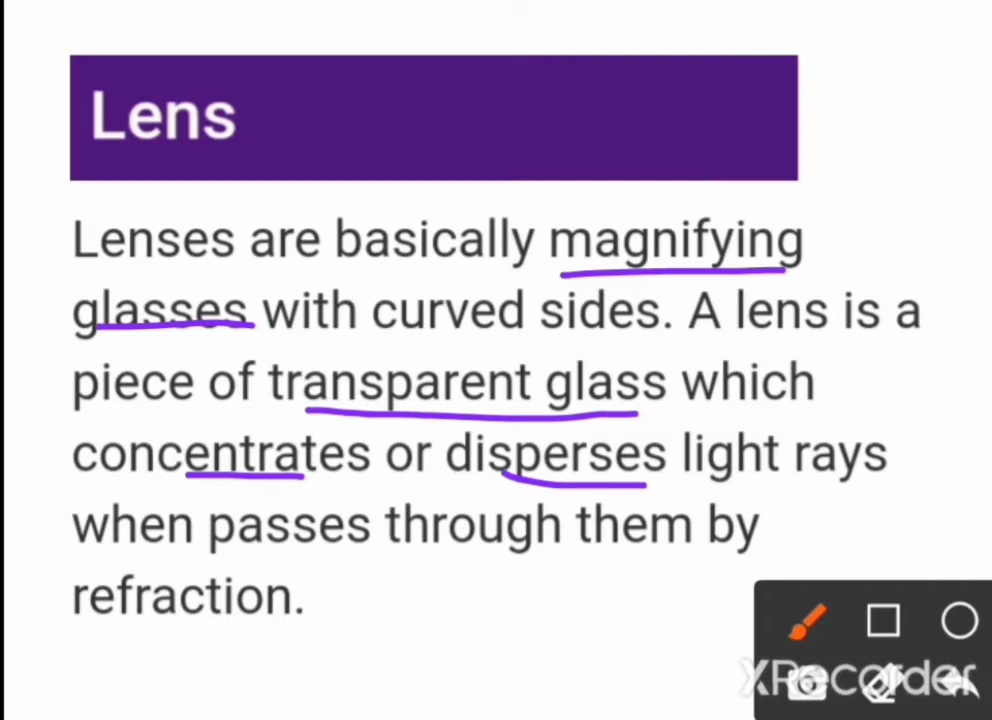 Lens
Lenses are basically magnifying
glasses with curved sides. A lens is a
piece of transparent glass which
concentrates or disperses light rays
when passes through them by
refraction.
XRecorder